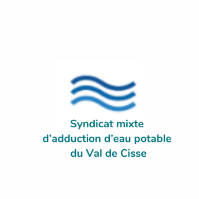 Syndicat mixte
d'adduction d'eau potable
du Val de Cisse